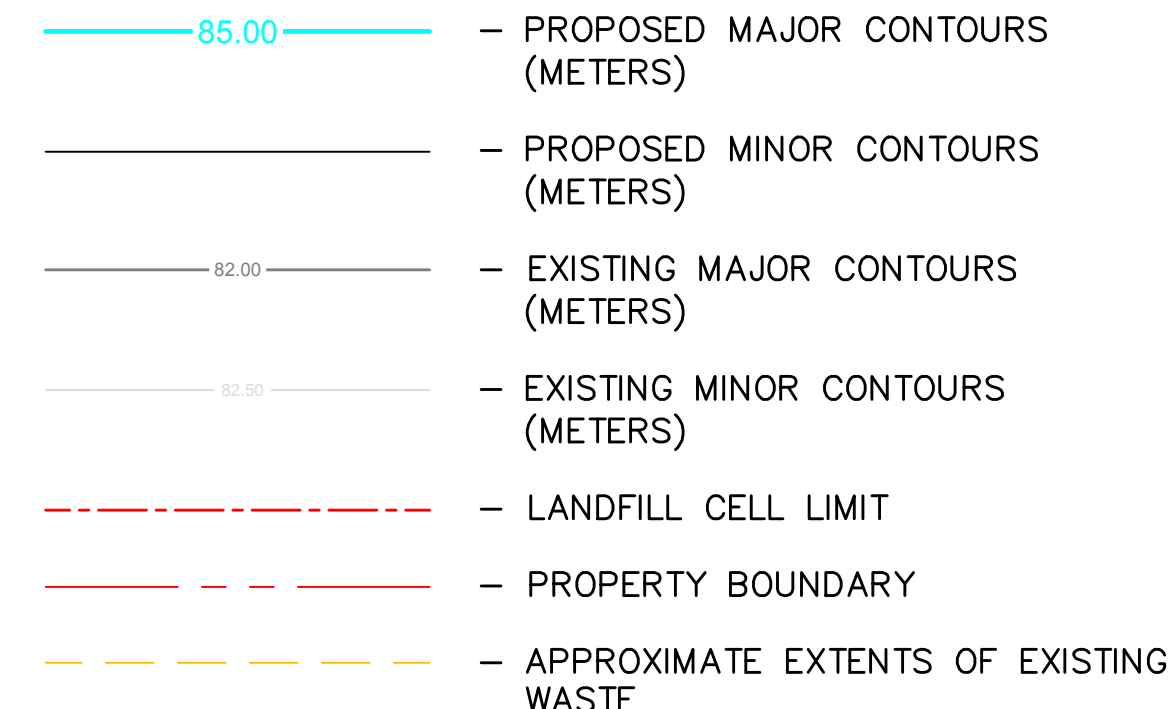 85.00 – PROPOSED MAJOR CONTOURS
(METERS)
– PROPOSED MINOR CONTOURS
(METERS)
82.00 – EXISTING MAJOR CONTOURS
(METERS)
82.50 – EXISTING MINOR CONTOURS
(METERS)
– LANDFILL CELL LIMIT
– PROPERTY BOUNDARY
– APPROXIMATE EXTENTS OF EXISTING
WASTE